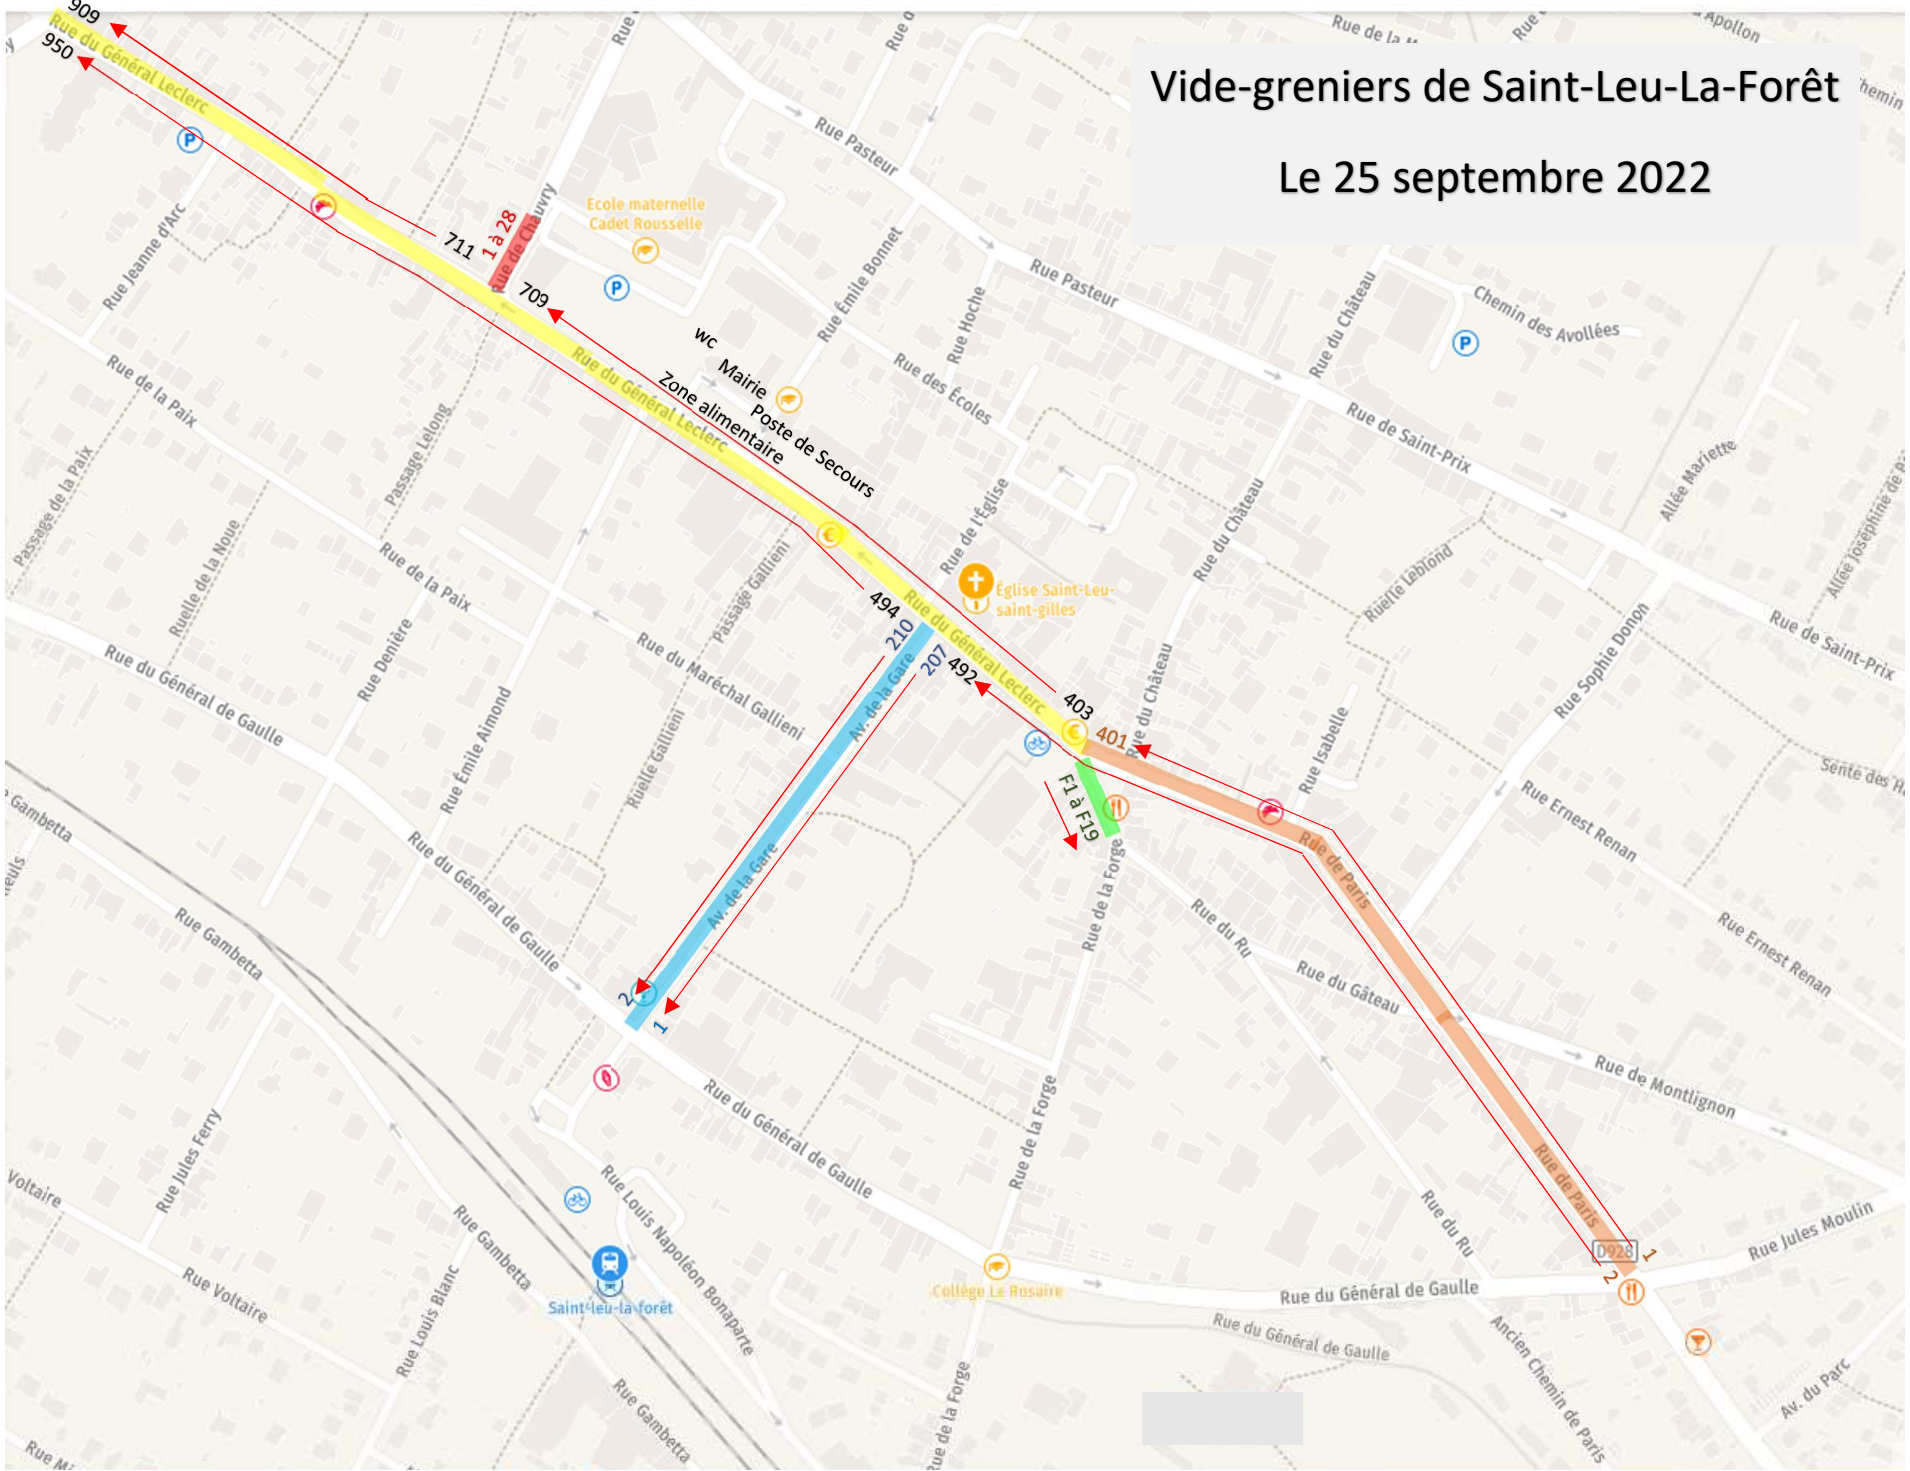 Vide-greniers de Saint-Leu-La-Forêt
Le 25 septembre 2022
909
950
Rue du Général Leclerc
Rue Pasteur
Rue Pasteur
Rue de Chauvry
1 à 28
711
709
Ecole maternelle
Cadet Rousselle
P
P
P
Rue Jeanne d'Arc
Rue Émile Bonnet
Rue Hoche
Rue des Écoles
Rue du Château
Chemin des Avollées
wc
Mairie
Poste de Secours
Zone alimentaire
Rue du Général Leclerc
Rue de la Paix
Passage Lelong
Passage de la Paix
Ruelle de la Noue
Rue de la Paix
Rue de Saint-Prix
Allée Mariette
Rue de l'Église
Rue du Château
Ruelle Leblond
Église Saint-Leu-
saint-gilles
Passage Gallieni
494
210
207
492
403
401
Rue du Général Leclerc
Rue du Maréchal Gallieni
Rue Denière
Rue du Général de Gaulle
Rue Émile Aimond
Ruelle Gallieni
Av. de la Gare
Av. de la Gare
Rue du Château
Rue Isabelle
Rue Sophie Donon
Rue de Saint-Prix
Rue Ernest Renan
Rue Ernest Renan
F1 à F19
Rue de Paris
Rue de la Forge
Rue du Ru
Rue du Gâteau
Rue de Montlignon
Gambetta
Rue Gambetta
Rue du Général de Gaulle
2
1
Rue du Général de Gaulle
Rue de la Forge
Rue de Paris
Rue Jules Ferry
Voltaire
Rue Voltaire
Rue Gambetta
Rue Louis Blanc
Rue Louis Napoléon Bonaparte
Saint-leu-la-forêt
Collège Le Rosaire
Rue du Ru
D928
1
2
Rue Jules Moulin
Rue du Général de Gaulle
Rue du Général de Gaulle
Ancien Chemin de Paris
Av. du Parc
Rue Gambetta
Rue de la Forge